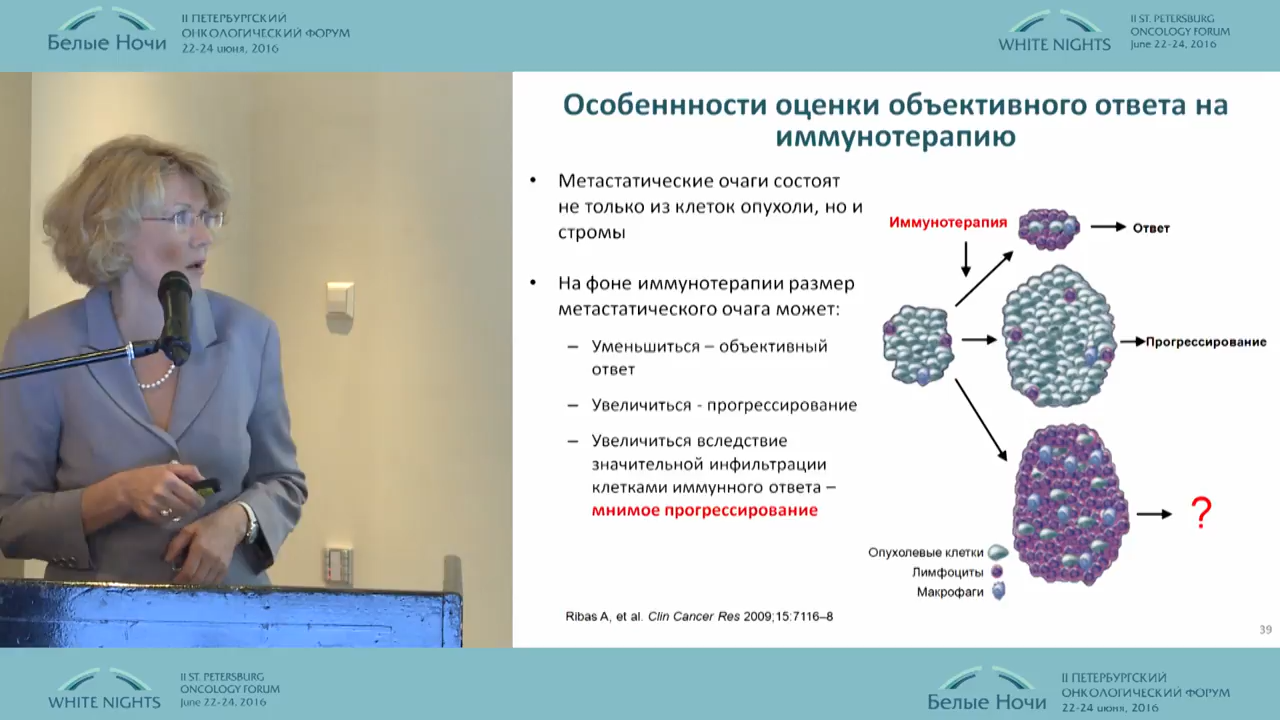 II ПЕТЕРБУРГСКИЙ
ОНКОЛОГИЧЕСКИЙ ФОРУМ
Белые Ночи
22-24 июня, 2016
II ST. PETERSBURG
ONCOLOGY FORUM
WHITE NIGHTS
June 22-24, 2016
Особеннности оценки объективного ответа на
иммунотерапию
• Метастатические очаги состоят
не только из клеток опухоли, но и
стромы
• На фоне иммунотерапии размер
метастатического очага может:
– Уменьшиться – объективный
ответ
– Увеличиться - прогрессирование
– Увеличиться вследствие
значительной инфильтрации
клетками иммунного ответа –
мнимое прогрессирование
Иммунотерапия
Ответ
Прогрессирование
?
Опухолевые клетки
Лимфоциты
Макрофаги
Ribas A, et al. Clin Cancer Res 2009;15:7116–8
39
II ST. PETERSBURG
ONCOLOGY FORUM
WHITE NIGHTS
June 22-24, 2016
II ПЕТЕРБУРГСКИЙ
ОНКОЛОГИЧЕСКИЙ ФОРУМ
Белые Ночи
22-24 июня, 2016